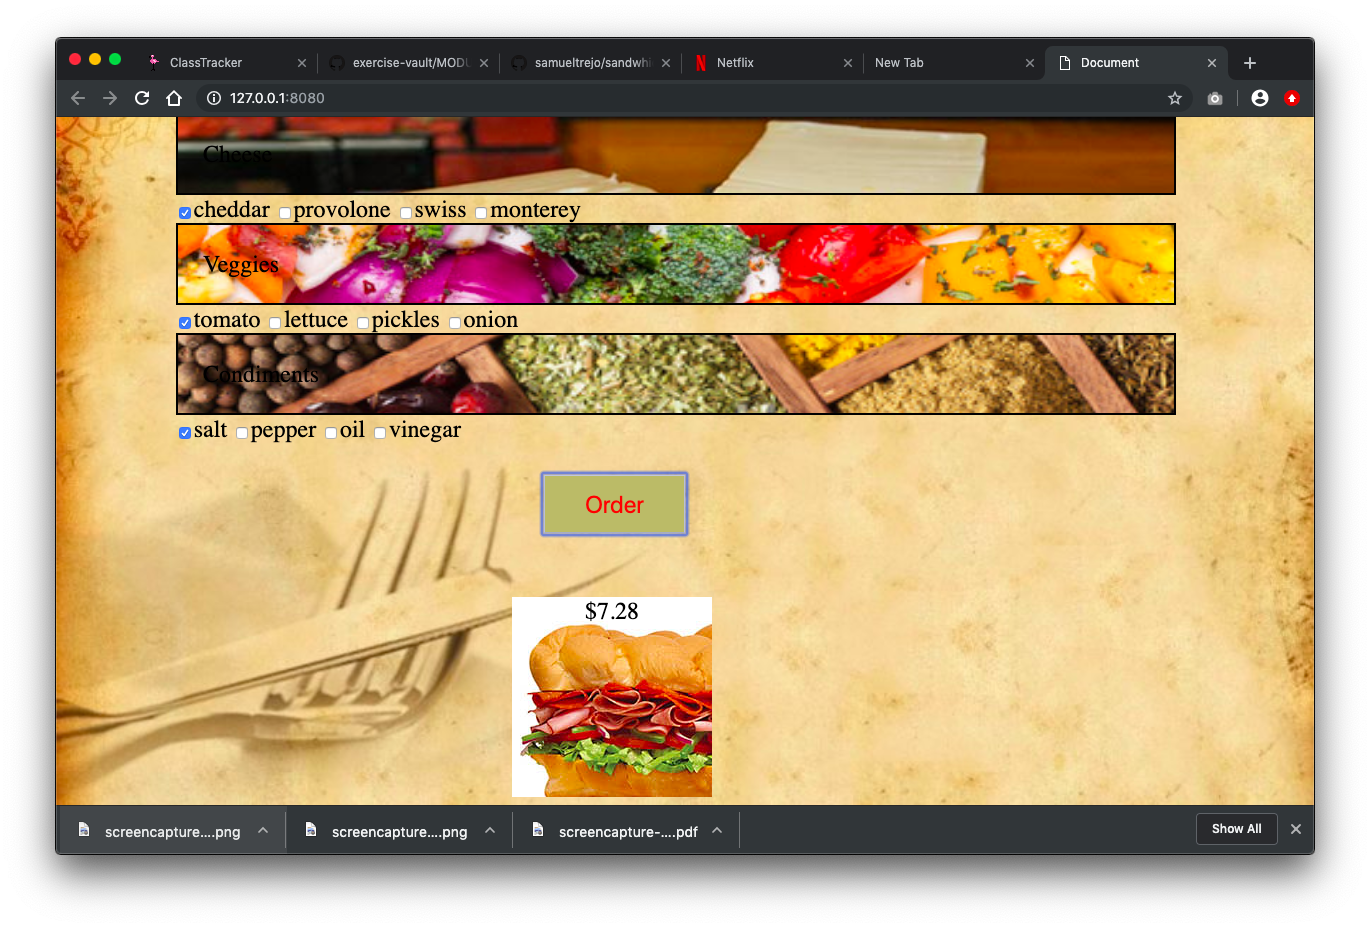 ClassTracker
exercise-vault/MODU
samueltrejo/sandwhi
Netflix
New Tab
Document
127.0.0.1:8080
Cheese
cheddar provolone swiss monterey
Veggies
tomato lettuce pickles onion
Condiments
salt pepper oil vinegar
Order
$7.28
screencapture....png
screencapture....png
screencapture-....pdf
Show All